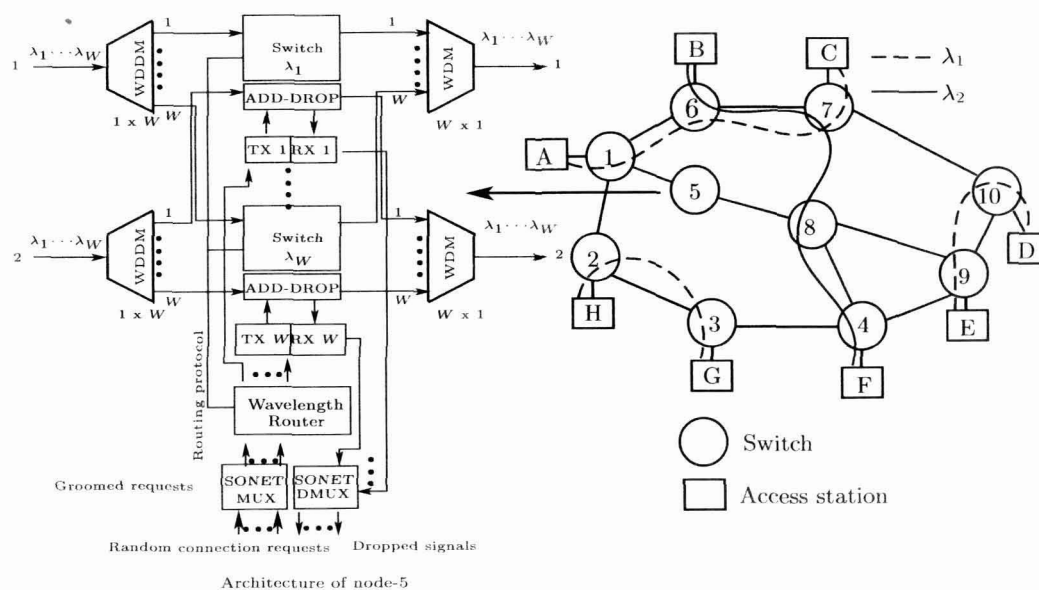 1
λ1···λW
1
WDDM
1 x W
W
Switch
λ1
ADD-DROP
TX 1
RX 1
1
W
WDM
W x 1
λ1···λW
1
λ1···λW
2
WDDM
1
1 x W
W
Switch
λW
ADD-DROP
TX W
RX W
1
W
WDM
W x 1
λ1···λW
2
Routing protocol
Wavelength
Router
Groomed requests
SONET
MUX
SONET
DMUX
Random connection requests
Dropped signals
Architecture of node-5
B
C
λ1
λ2
6
7
A
1
5
10
8
D
2
9
H
3
4
E
G
F
Switch
Access station